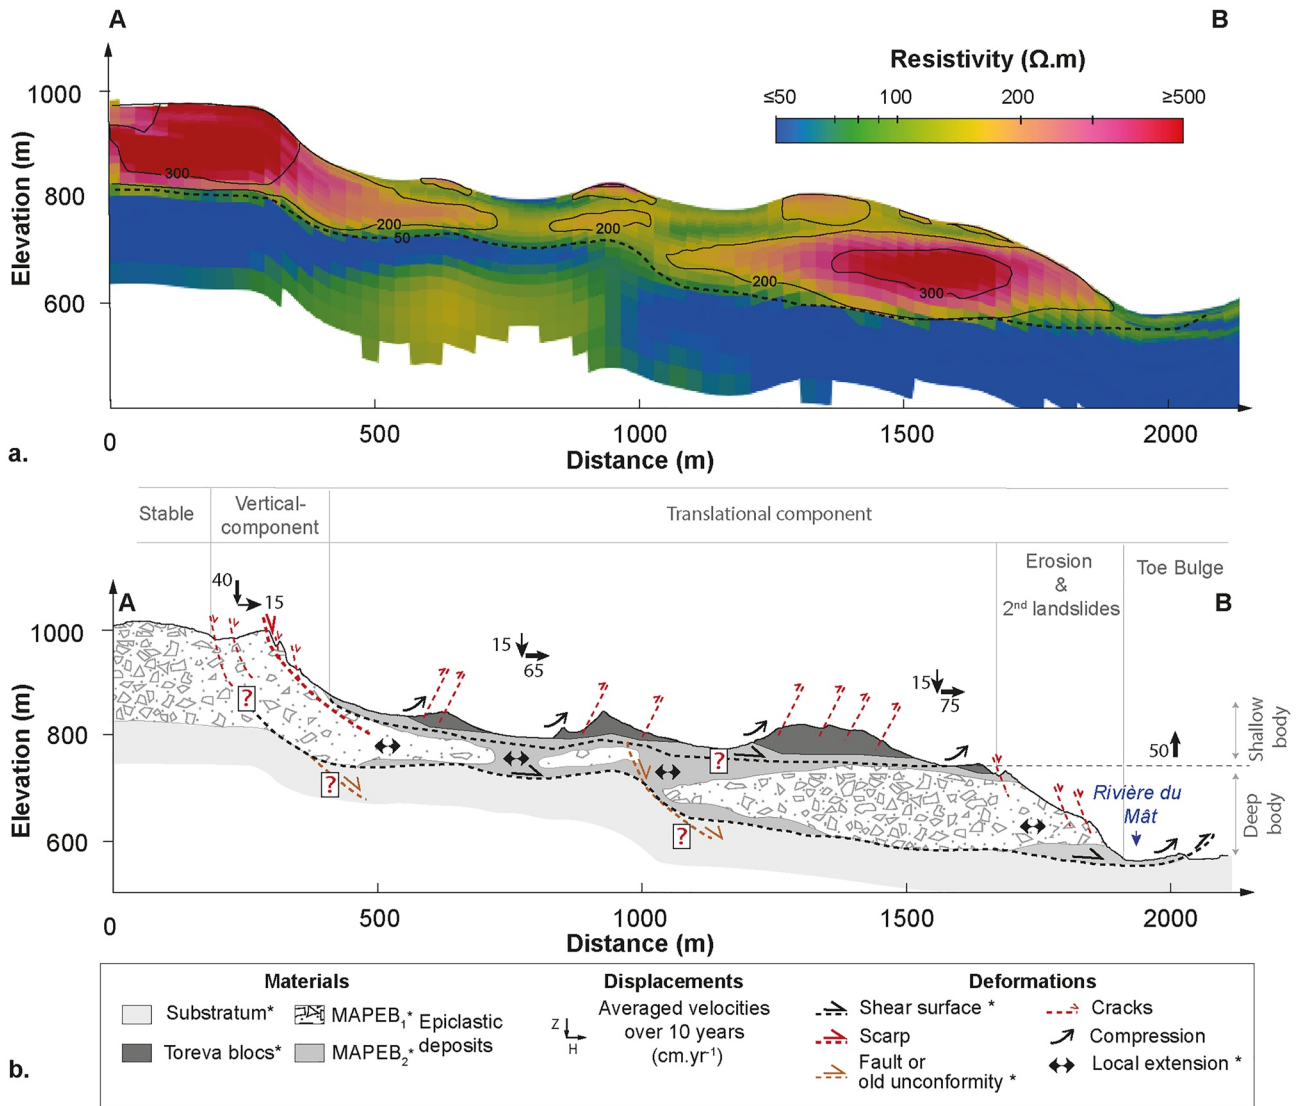 A
B
Resistivity (Ω.m)
≤50
100
200
≥500
1000
800
600
Elevation (m)
300
200
50
200
200
300
0
500
1000
1500
2000
Distance (m)
a.
Stable
Vertical-
component
Translational component
Erosion
&
2nd landslides
Toe Bulge
A
B
40
15
15
65
15
75
50
1000
800
600
Elevation (m)
?
?
?
?
Rivière du
Mât
Shallow
body
Deep
body
0
500
1000
1500
2000
Distance (m)
b.
Materials
Substratum*
Toreva blocs*
MAPEB1*
MAPEB2*
Epiclastic
deposits
Displacements
Averaged velocities
over 10 years
(cm.yr-1)
Z
H
Deformations
Shear surface *
Scarp
Fault or
old unconformity *
Cracks
Compression
Local extension *